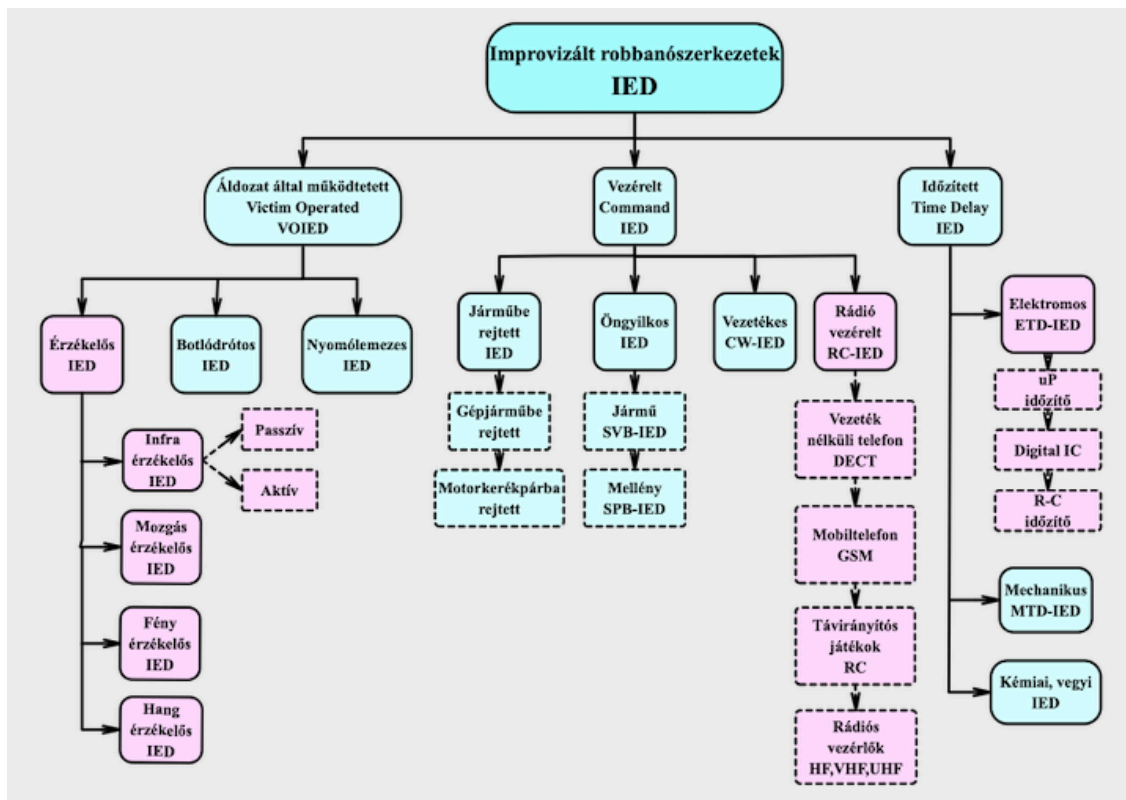 Improvizált robbanószerkezetek
IED
Áldozat által működtetett
Victim Operated
VOIED
Vezérelt
Command
IED
Időzített
Time Delay
IED
Érzékelős
IED
Botlódrótos
IED
Nyomólemezes
IED
Járműbe
rejtett
IED
Öngyilkos
IED
Vezetékes
CW-IED
Rádió
vezérelt
RC-IED
Elektromos
ETD-IED
Infra
érzékelős
IED
Passzív
Aktív
Mozgás
érzékelős
IED
Fény
érzékelős
IED
Hang
érzékelős
IED
Gépjárműbe
rejtett
Motorkerékpárba
rejtett
Jármű
SVB-IED
Mellény
SPB-IED
Vezeték
nélküli telefon
DECT
Mobiltelefon
GSM
Távirányítós
játékok
RC
Rádiós
vezérlők
HF,VHF,UHF
uP
időzítő
Digital IC
R-C
időzítő
Mechanikus
MTD-IED
Kémiai, vegyi
IED